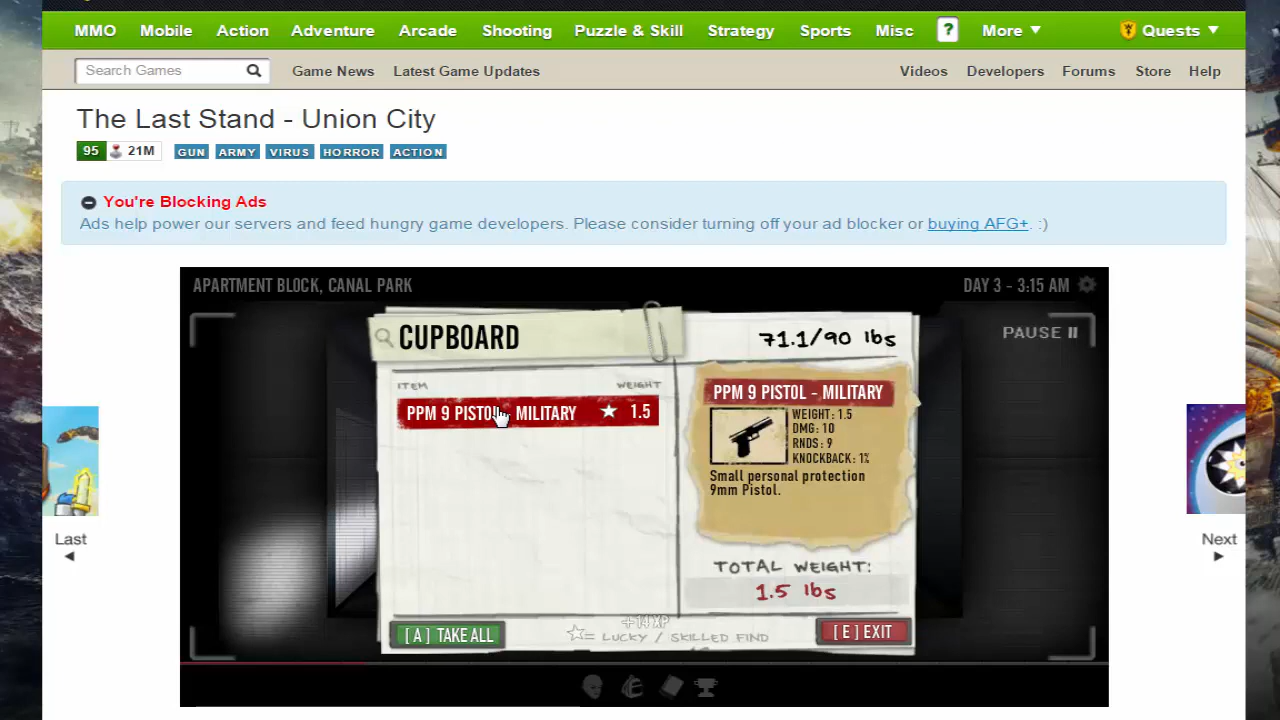 MMO Mobile Action Adventure Arcade Shooting Puzzle & Skill Strategy Sports Misc ? More Quests
Search Games Game News Latest Game Updates Videos Developers Forums Store Help
The Last Stand - Union City
95 21M GUN ARMY VIRUS HORROR ACTION
You're Blocking Ads
Ads help power our servers and feed hungry game developers. Please consider turning off your ad blocker or buying AFG+. :)
APARTMENT BLOCK, CANAL PARK DAY 3 - 3:15 AM
PAUSE
CUPBOARD 71.1/90 lbs
ITEM WEIGHT
PPM 9 PISTOL - MILITARY 1.5
PPM 9 PISTOL - MILITARY
WEIGHT: 1.5
DMG: 10
RNDS: 9
KNOCKBACK: 1%
Small personal protection
9mm Pistol.
TOTAL WEIGHT:
1.5 lbs
+14 XP
[ A ] TAKE ALL = LUCKY / SKILLED FIND [ E ] EXIT
Last
Next